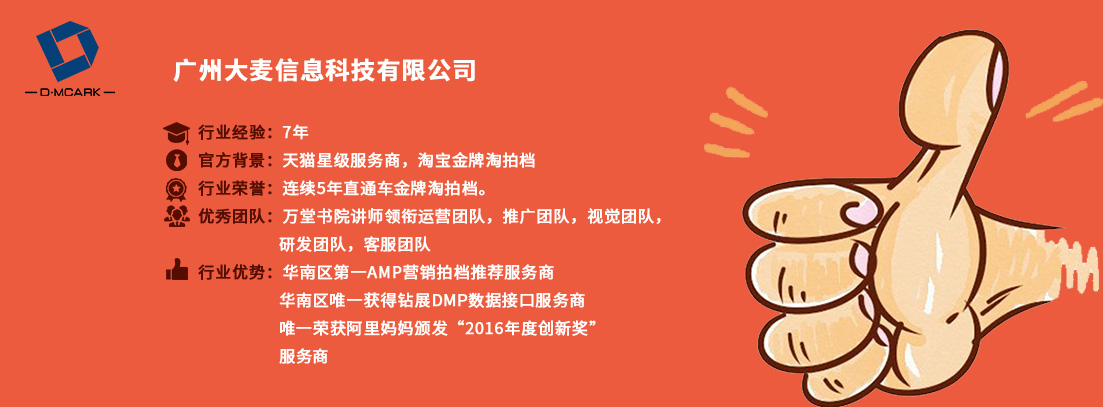 D·MCARK
广州大麦信息科技有限公司
行业经验：7年
官方背景：天猫星级服务商，淘宝金牌淘拍档
行业荣誉：连续5年直通车金牌淘拍档。
优秀团队：万堂书院讲师领衔运营团队，推广团队，视觉团队，
研发团队，客服团队
行业优势：华南区第一AMP营销拍档推荐服务商
华南区唯一获得钻展DMP数据接口服务商
唯一荣获阿里妈妈颁发“2016年度创新奖”
服务商